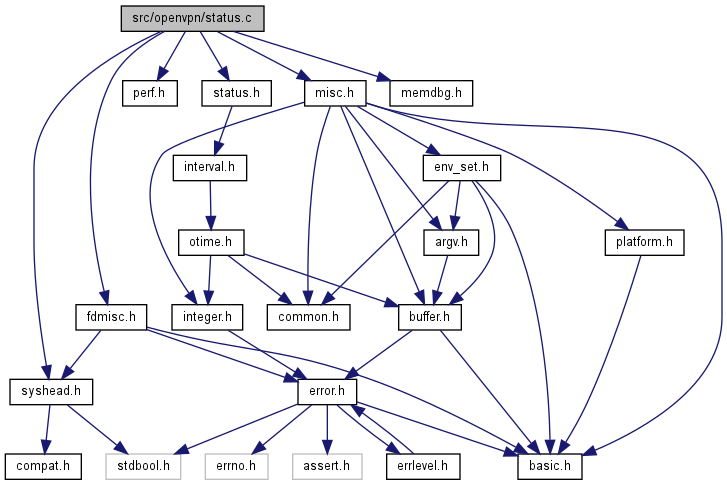 src/openvpn/status.c
perf.h
status.h
misc.h
memdbg.h
interval.h
env_set.h
otime.h
argv.h
platform.h
fdmisc.h
integer.h
common.h
buffer.h
syshead.h
error.h
compat.h
stdbool.h
errno.h
assert.h
errlevel.h
basic.h